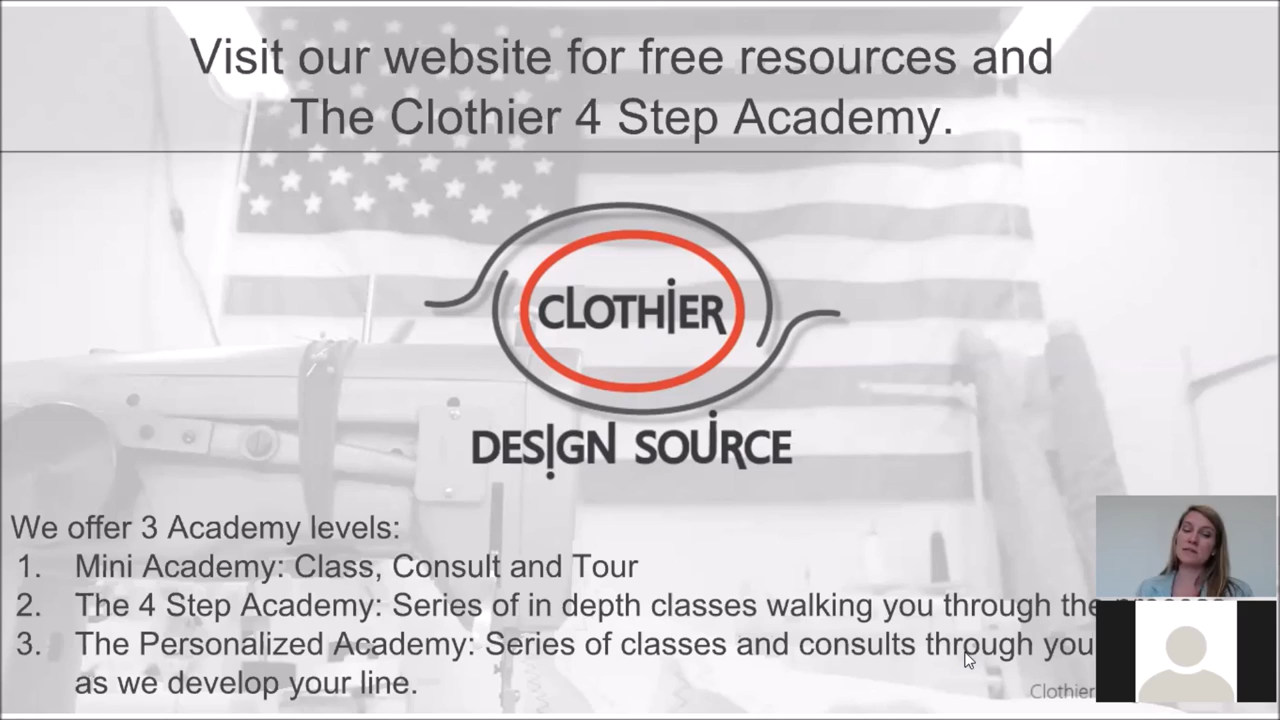 Visit our website for free resources and
The Clothier 4 Step Academy.
CLOTHIER
DESIGN SOURCE
We offer 3 Academy levels:
1. Mini Academy: Class, Consult and Tour
2. The 4 Step Academy: Series of in depth classes walking you through the
3. The Personalized Academy: Series of classes and consults through you
as we develop your line.
Clothier